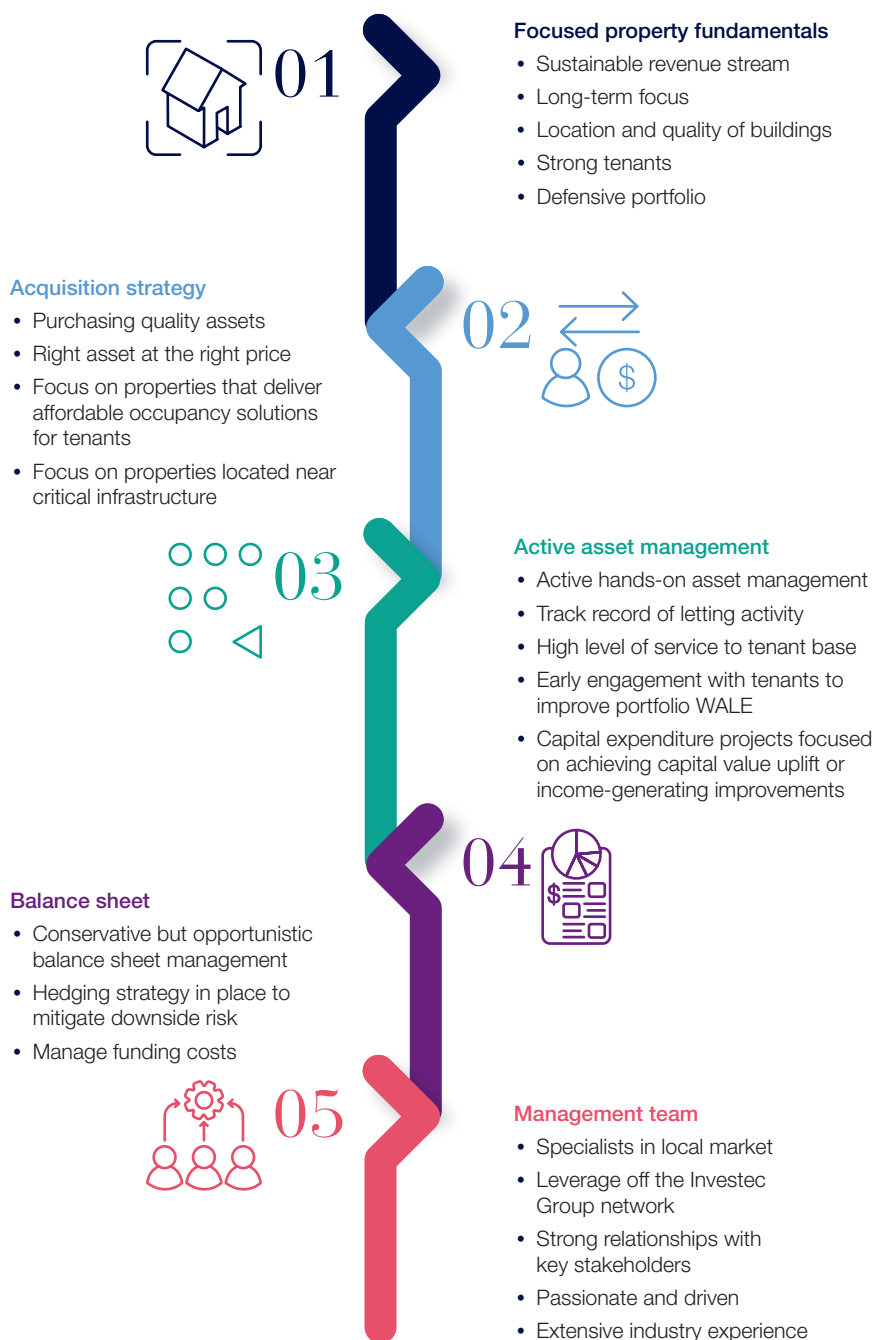 01
Focused property fundamentals
• Sustainable revenue stream
• Long-term focus
• Location and quality of buildings
• Strong tenants
• Defensive portfolio
Acquisition strategy
• Purchasing quality assets
• Right asset at the right price
• Focus on properties that deliver
affordable occupancy solutions
for tenants
• Focus on properties located near
critical infrastructure
02
$
03
Active asset management
• Active hands-on asset management
• Track record of letting activity
• High level of service to tenant base
• Early engagement with tenants to
improve portfolio WALE
• Capital expenditure projects focused
on achieving capital value uplift or
income-generating improvements
04
$
Balance sheet
• Conservative but opportunistic
balance sheet management
• Hedging strategy in place to
mitigate downside risk
• Manage funding costs
05
Management team
• Specialists in local market
• Leverage off the Investec
Group network
• Strong relationships with
key stakeholders
• Passionate and driven
• Extensive industry experience